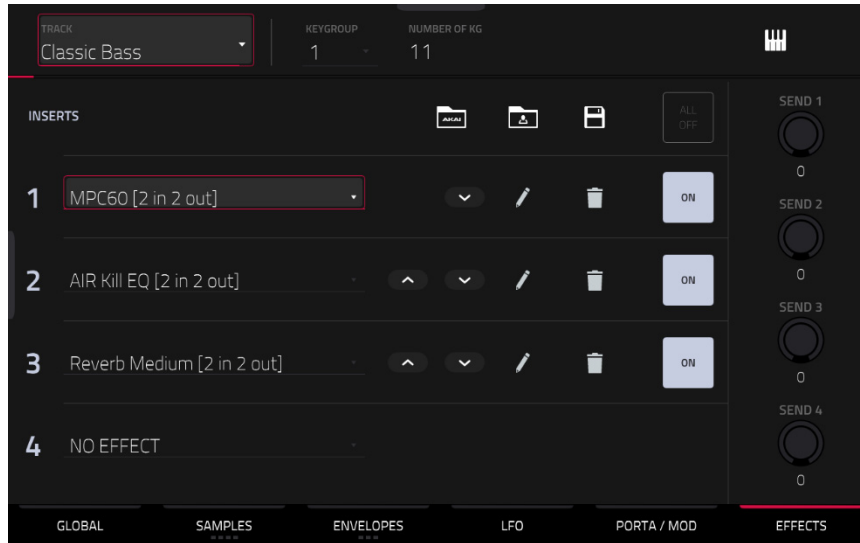 TRACK
Classic Bass
KEYGROUP
1
NUMBER OF KG
11
INSERTS
AKAI
ALL
OFF
1
MPC60 [2 in 2 out]
ON
2
AIR Kill EQ [2 in 2 out]
ON
3
Reverb Medium [2 in 2 out]
ON
4
NO EFFECT
SEND 1
0
SEND 2
0
SEND 3
0
SEND 4
0
GLOBAL
SAMPLES
ENVELOPES
LFO
PORTA / MOD
EFFECTS